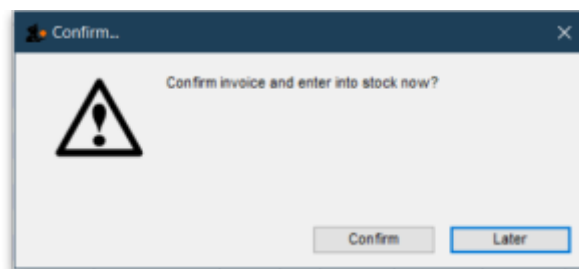 Confirm...
Confirm invoice and enter into stock now?
Confirm
Later